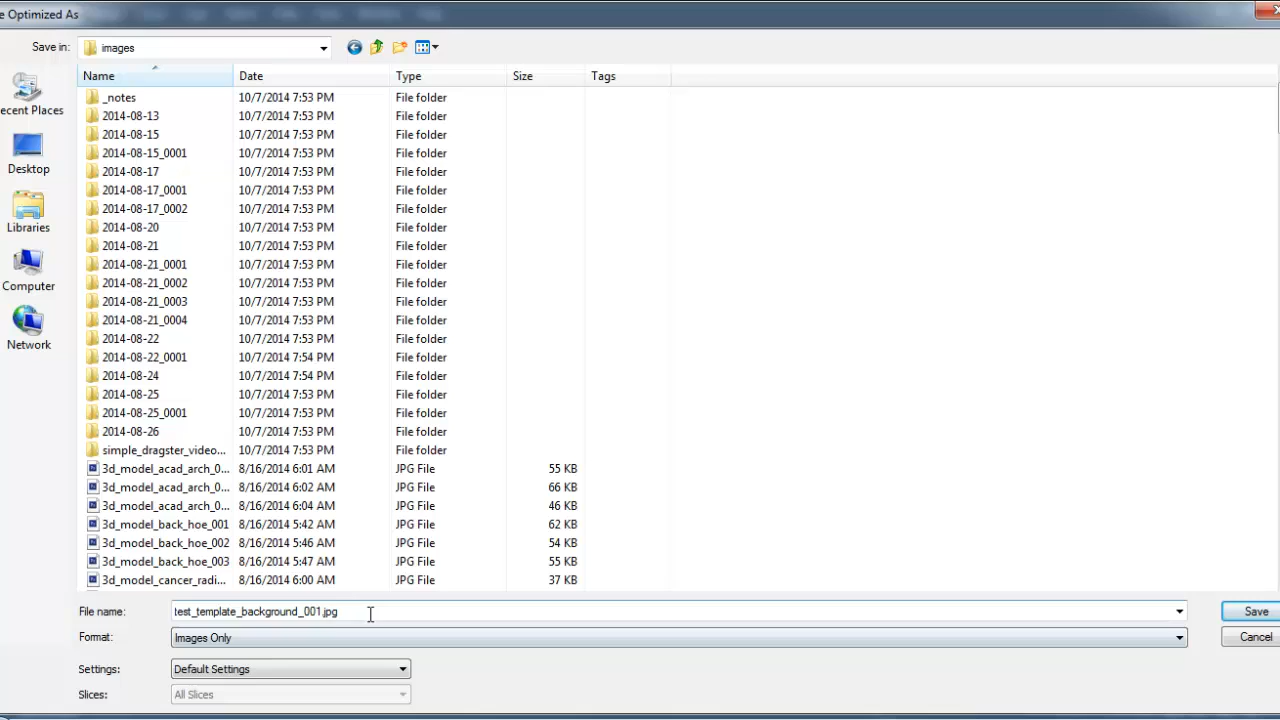 e Optimized As
Save in: images
Name Date Type Size Tags
_notes 10/7/2014 7:53 PM File folder
2014-08-13 10/7/2014 7:53 PM File folder
2014-08-15 10/7/2014 7:53 PM File folder
2014-08-15_0001 10/7/2014 7:53 PM File folder
2014-08-17 10/7/2014 7:53 PM File folder
2014-08-17_0001 10/7/2014 7:53 PM File folder
2014-08-17_0002 10/7/2014 7:53 PM File folder
2014-08-20 10/7/2014 7:53 PM File folder
2014-08-21 10/7/2014 7:53 PM File folder
2014-08-21_0001 10/7/2014 7:53 PM File folder
2014-08-21_0002 10/7/2014 7:53 PM File folder
2014-08-21_0003 10/7/2014 7:53 PM File folder
2014-08-21_0004 10/7/2014 7:53 PM File folder
2014-08-22 10/7/2014 7:53 PM File folder
2014-08-22_0001 10/7/2014 7:54 PM File folder
2014-08-24 10/7/2014 7:54 PM File folder
2014-08-25 10/7/2014 7:53 PM File folder
2014-08-25_0001 10/7/2014 7:53 PM File folder
2014-08-26 10/7/2014 7:53 PM File folder
simple_dragster_video... 10/7/2014 7:53 PM File folder
3d_model_acad_arch_0... 8/16/2014 6:01 AM JPG File 55 KB
3d_model_acad_arch_0... 8/16/2014 6:02 AM JPG File 66 KB
3d_model_acad_arch_0... 8/16/2014 6:04 AM JPG File 46 KB
3d_model_back_hoe_001 8/16/2014 5:42 AM JPG File 62 KB
3d_model_back_hoe_002 8/16/2014 5:46 AM JPG File 54 KB
3d_model_back_hoe_003 8/16/2014 5:47 AM JPG File 55 KB
3d_model_cancer_radi... 8/16/2014 6:00 AM JPG File 37 KB
ecent Places
Desktop
Libraries
Computer
Network
File name: test_template_background_001.jpg Save
Format: Images Only Cancel
Settings: Default Settings
Slices: All Slices